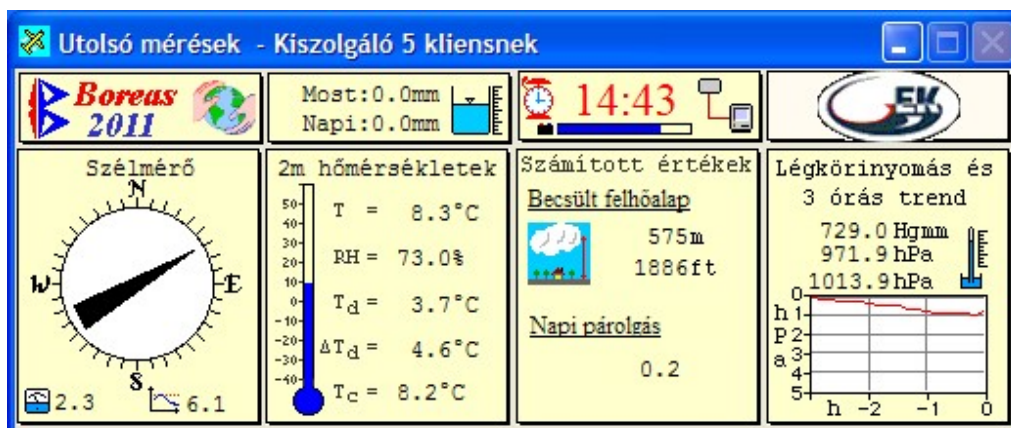 Utolsó mérések - Kiszolgáló 5 kliensnek
Boreas
2011
Most:0.0mm
Napi:0.0mm
14:43
EK
Szélmérő
N
W
E
S
2.3
6.1
2m hőmérsékletek
50
40
30
20
10
0
-10
-20
-30
-40
T = 8.3°C
RH = 73.0%
Td = 3.7°C
ΔTd = 4.6°C
Tc = 8.2°C
Számított értékek
Becsült felhőalap
575m
1886ft
Napi párolgás
0.2
Légkörinyomás és
3 órás trend
729.0 Hgmm
971.9 hPa
1013.9 hPa
hPa
0
1
2
3
4
5
h -2 -1 0